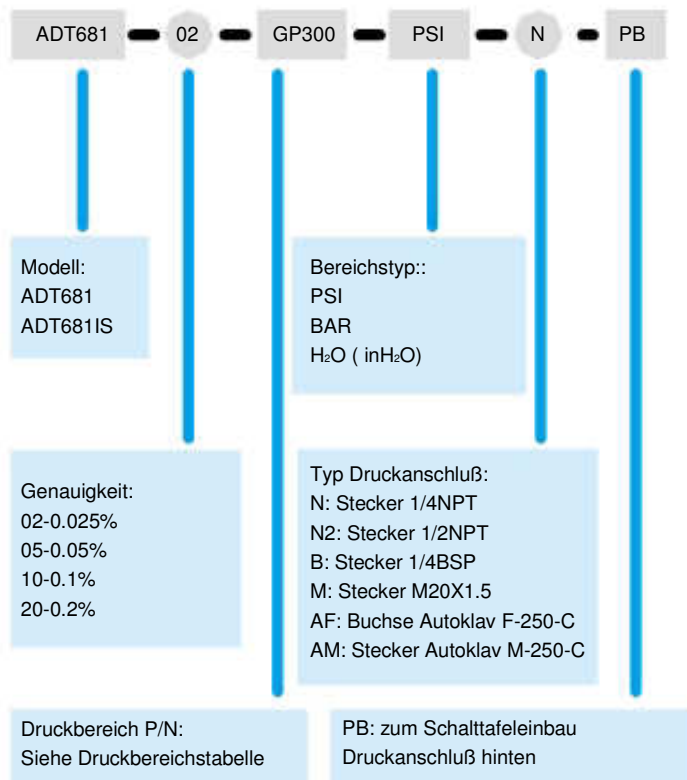 ADT681 02 GP300 PSI N PB
Modell:
ADT681
ADT681IS
Bereichstyp::
PSI
BAR
H₂O ( inH₂O)
Genauigkeit:
02-0.025%
05-0.05%
10-0.1%
20-0.2%
Typ Druckanschluß:
N: Stecker 1/4NPT
N2: Stecker 1/2NPT
B: Stecker 1/4BSP
M: Stecker M20X1.5
AF: Buchse Autoklav F-250-C
AM: Stecker Autoklav M-250-C
Druckbereich P/N:
Siehe Druckbereichstabelle
PB: zum Schalttafeleinbau
Druckanschluß hinten